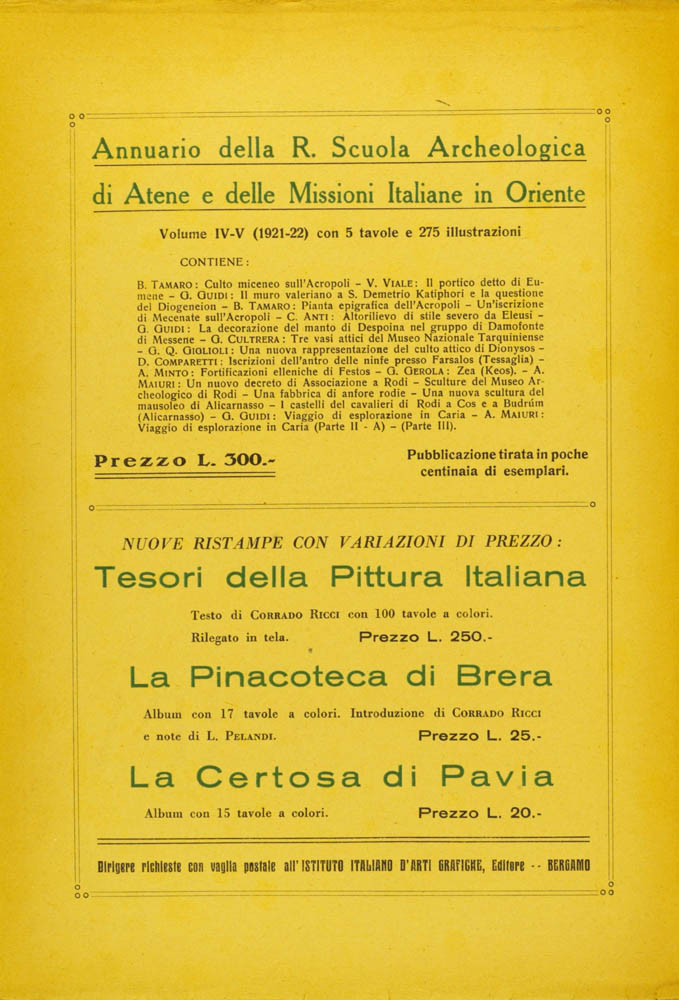 Annuario della R. Scuola Archeologica
di Atene e delle Missioni Italiane in Oriente
Volume IV-V (1921-22) con 5 tavole e 275 illustrazioni
CONTIENE:
B. TAMARO: Culto miceneo sull'Acropoli – V. VIALE: Il portico detto di Eu-
mene – G. GUIDI: Il muro valeriano a S. Demetrio Katiphori e la questione
del Diogeneion – B. TAMARO: Pianta epigrafica dell'Acropoli – Un'iscrizione
di Mecenate sull'Acropoli – C. ANTI: Altorilievo di stile severo da Eleusi –
G. GUIDI: La decorazione del manto di Despoina nel gruppo di Damofonte
di Messene – G. CULTRERA: Tre vasi attici del Museo Nazionale Tarquiniense
– G. Q. GIGLIOLI: Una nuova rappresentazione del culto attico di Dionysos –
D. COMPARETTI: Iscrizioni dell'antro delle ninfe presso Farsalos (Tessaglia) –
A. MINTO: Fortificazioni elleniche di Festos – G. GEROLA: Zea (Keos). – A.
MAIURI: Un nuovo decreto di Associazione a Rodi – Sculture del Museo Ar-
cheologico di Rodi – Una fabbrica di anfore rodie – Una nuova scultura del
mausoleo di Alicarnasso – I castelli del cavalieri di Rodi a Cos e a Budrúm
(Alicarnasso) – G. GUIDI: Viaggio di esplorazione in Caria – A. MAIURI:
Viaggio di esplorazione in Caria (Parte II - A) – (Parte III).
Prezzo L. 300.-
Pubblicazione tirata in poche
centinaia di esemplari.
NUOVE RISTAMPE CON VARIAZIONI DI PREZZO:
Tesori della Pittura Italiana
Testo di CORRADO RICCI con 100 tavole a colori.
Rilegato in tela. Prezzo L. 250.-
La Pinacoteca di Brera
Album con 17 tavole a colori. Introduzione di CORRADO RICCI
e note di L. PELANDI. Prezzo L. 25.-
La Certosa di Pavia
Album con 15 tavole a colori. Prezzo L. 20.-
Dirigere richieste con vaglia postale all'ISTITUTO ITALIANO D'ARTI GRAFICHE, Editore -- BERGAMO